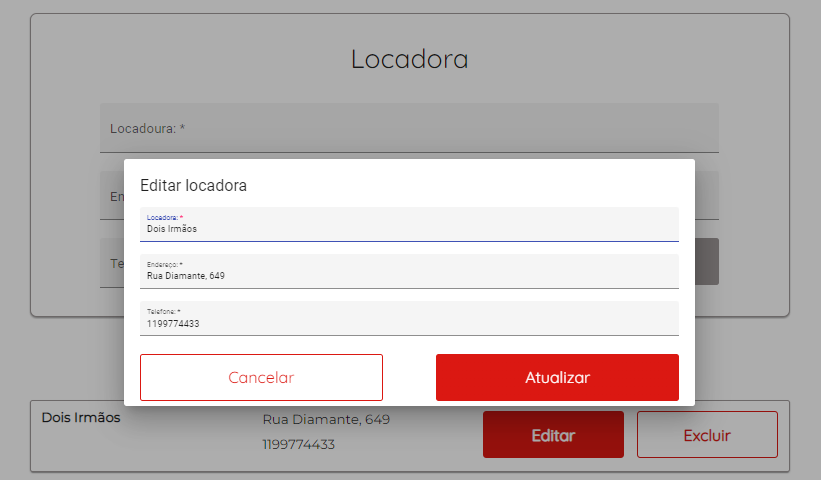 Locadora
Locadoura: *
En
Te
Editar locadora
Locadora: *
Dois Irmãos
Endereço: *
Rua Diamante, 649
Telefone: *
1199774433
Cancelar
Atualizar
Dois Irmãos
Rua Diamante, 649
1199774433
Editar
Excluir